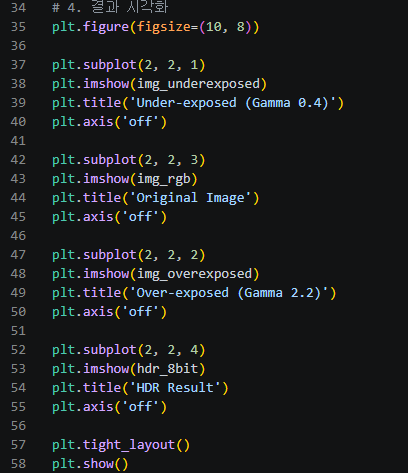 34 # 4. 결과 시각화
35 plt.figure(figsize=(10, 8))
36
37 plt.subplot(2, 2, 1)
38 plt.imshow(img_underexposed)
39 plt.title('Under-exposed (Gamma 0.4)')
40 plt.axis('off')
41
42 plt.subplot(2, 2, 3)
43 plt.imshow(img_rgb)
44 plt.title('Original Image')
45 plt.axis('off')
46
47 plt.subplot(2, 2, 2)
48 plt.imshow(img_overexposed)
49 plt.title('Over-exposed (Gamma 2.2)')
50 plt.axis('off')
51
52 plt.subplot(2, 2, 4)
53 plt.imshow(hdr_8bit)
54 plt.title('HDR Result')
55 plt.axis('off')
56
57 plt.tight_layout()
58 plt.show()